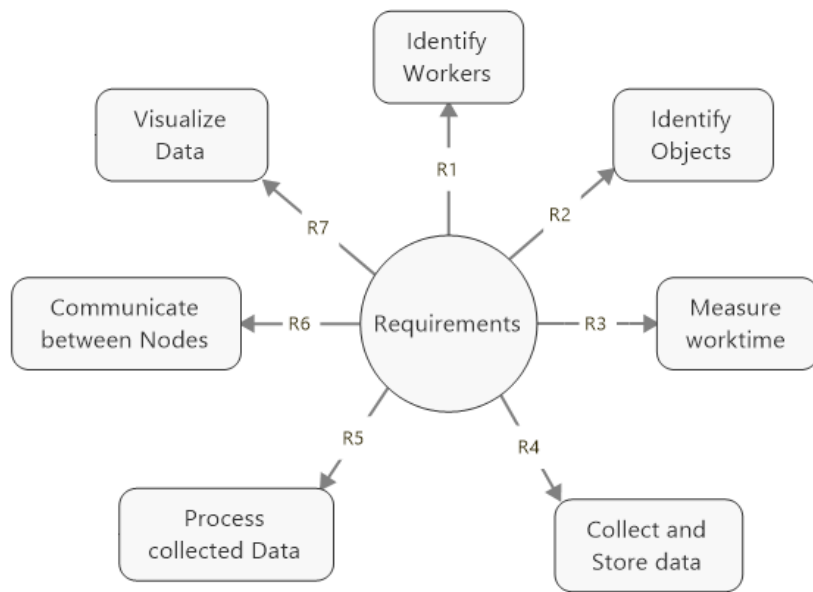 Identify
Workers
Visualize
Data
Identify
Objects
R1
R2
R7
Communicate
between Nodes
R6
Requirements
R3
Measure
worktime
R5
R4
Process
collected Data
Collect and
Store data